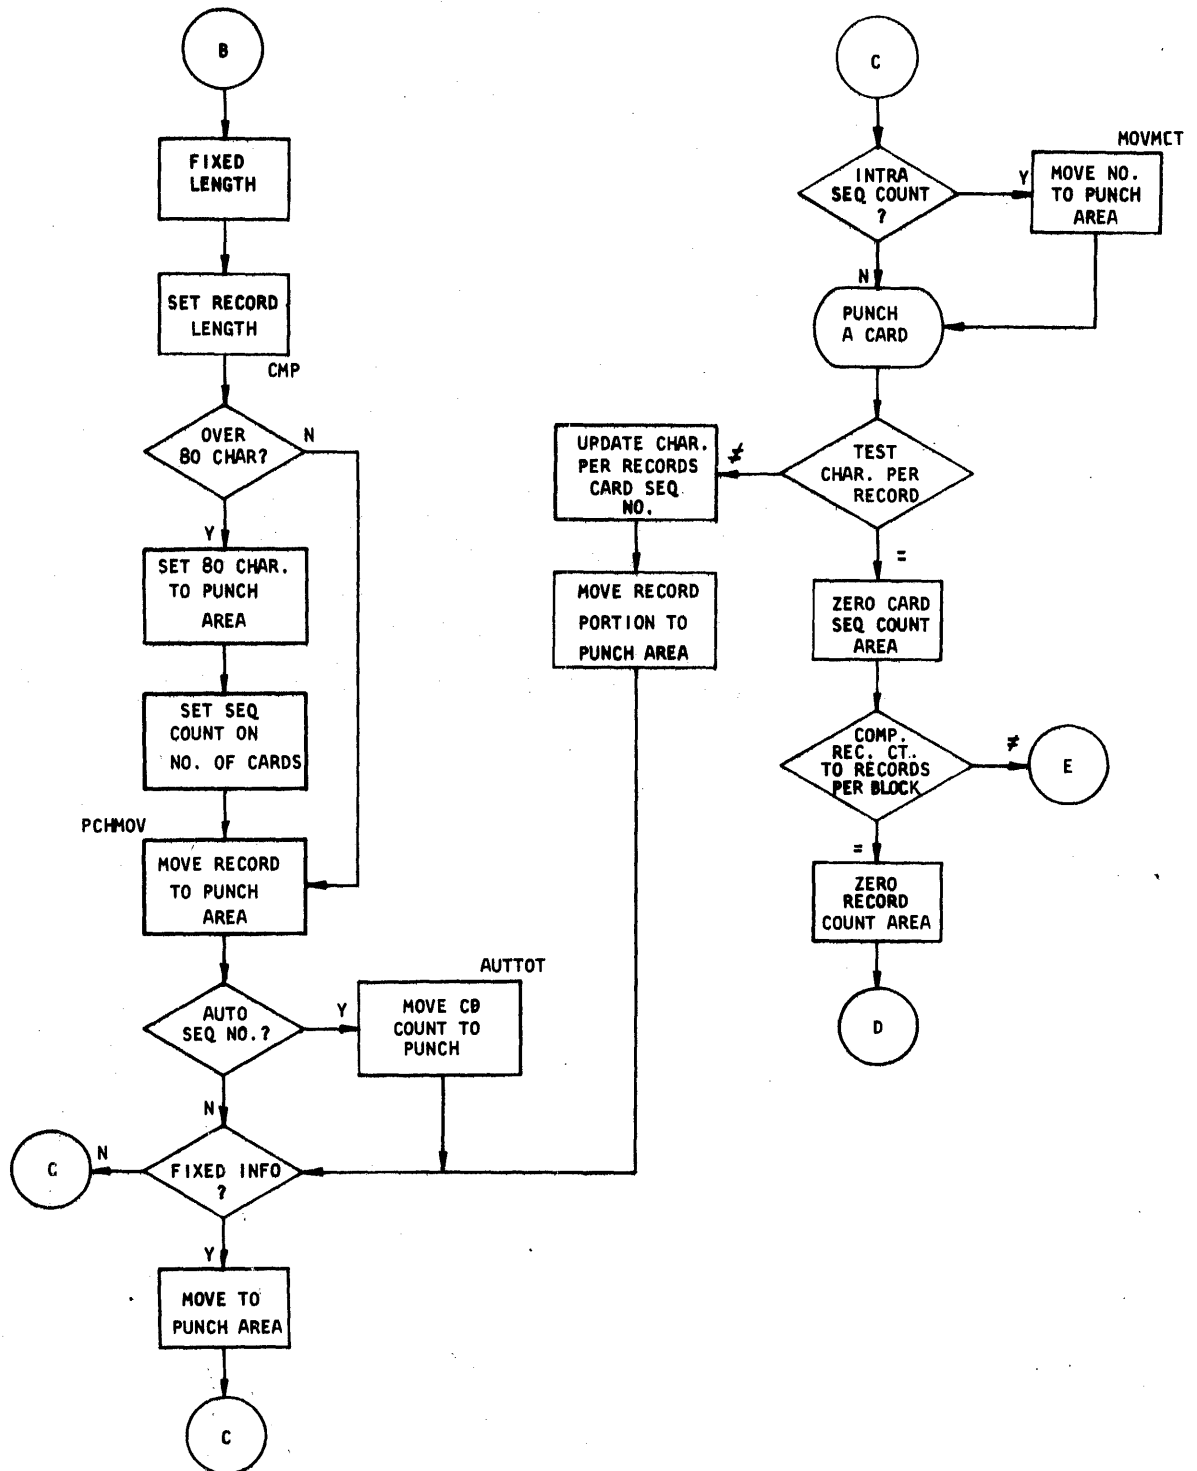 B
FIXED
LENGTH
SET RECORD
LENGTH
CMP
OVER
80 CHAR?
N
Y
SET 80 CHAR.
TO PUNCH
AREA
SET SEQ
COUNT ON
NO. OF CARDS
PCHMOV
MOVE RECORD
TO PUNCH
AREA
AUTO
SEQ NO.?
Y
AUTTOT
MOVE CD
COUNT TO
PUNCH
N
FIXED INFO
?
N
C
Y
MOVE TO
PUNCH AREA
C
C
INTRA
SEQ COUNT
?
Y
MOVMCT
MOVE NO.
TO PUNCH
AREA
N
PUNCH
A CARD
TEST
CHAR. PER
RECORD
≠
UPDATE CHAR.
PER RECORDS
CARD SEQ
NO.
MOVE RECORD
PORTION TO
PUNCH AREA
=
ZERO CARD
SEQ COUNT
AREA
COMP.
REC. CT.
TO RECORDS
PER BLOCK
≠
E
=
ZERO
RECORD
COUNT AREA
D